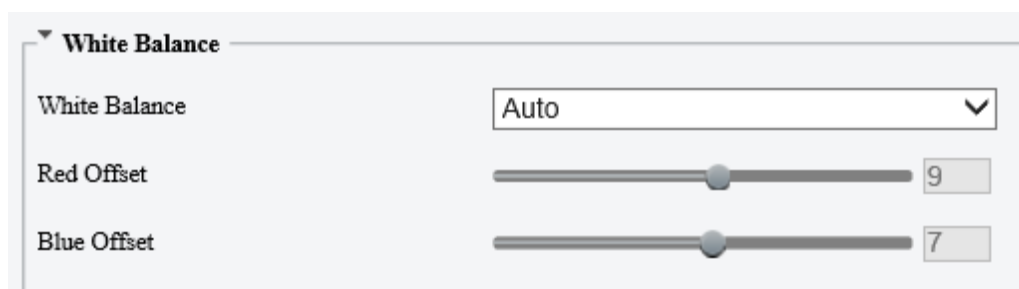 White Balance
White Balance Auto
Red Offset 9
Blue Offset 7